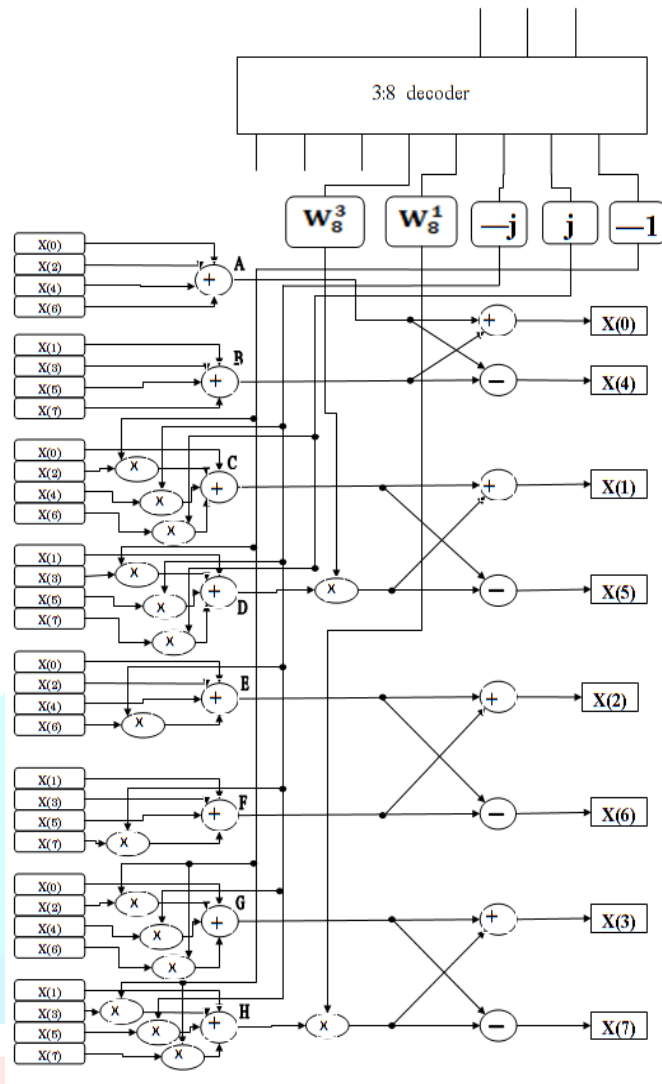 3:8 decoder
W₈³ W₈¹ —j j —1
X(0)
X(2)
X(4)
X(6)
A
+
+
X(0)
X(1)
X(3)
X(5)
X(7)
B
+
−
X(4)
X(0)
X(2)
X(4)
X(6)
x
x
x
C
+
+
X(1)
X(1)
X(3)
X(5)
X(7)
x
x
x
D
+
x
−
X(5)
X(0)
X(2)
X(4)
X(6)
x
E
+
+
X(2)
X(1)
X(3)
X(5)
X(7)
x
F
+
−
X(6)
X(0)
X(2)
X(4)
X(6)
x
x
x
G
+
+
X(3)
X(1)
X(3)
X(5)
X(7)
x
x
x
H
+
x
−
X(7)